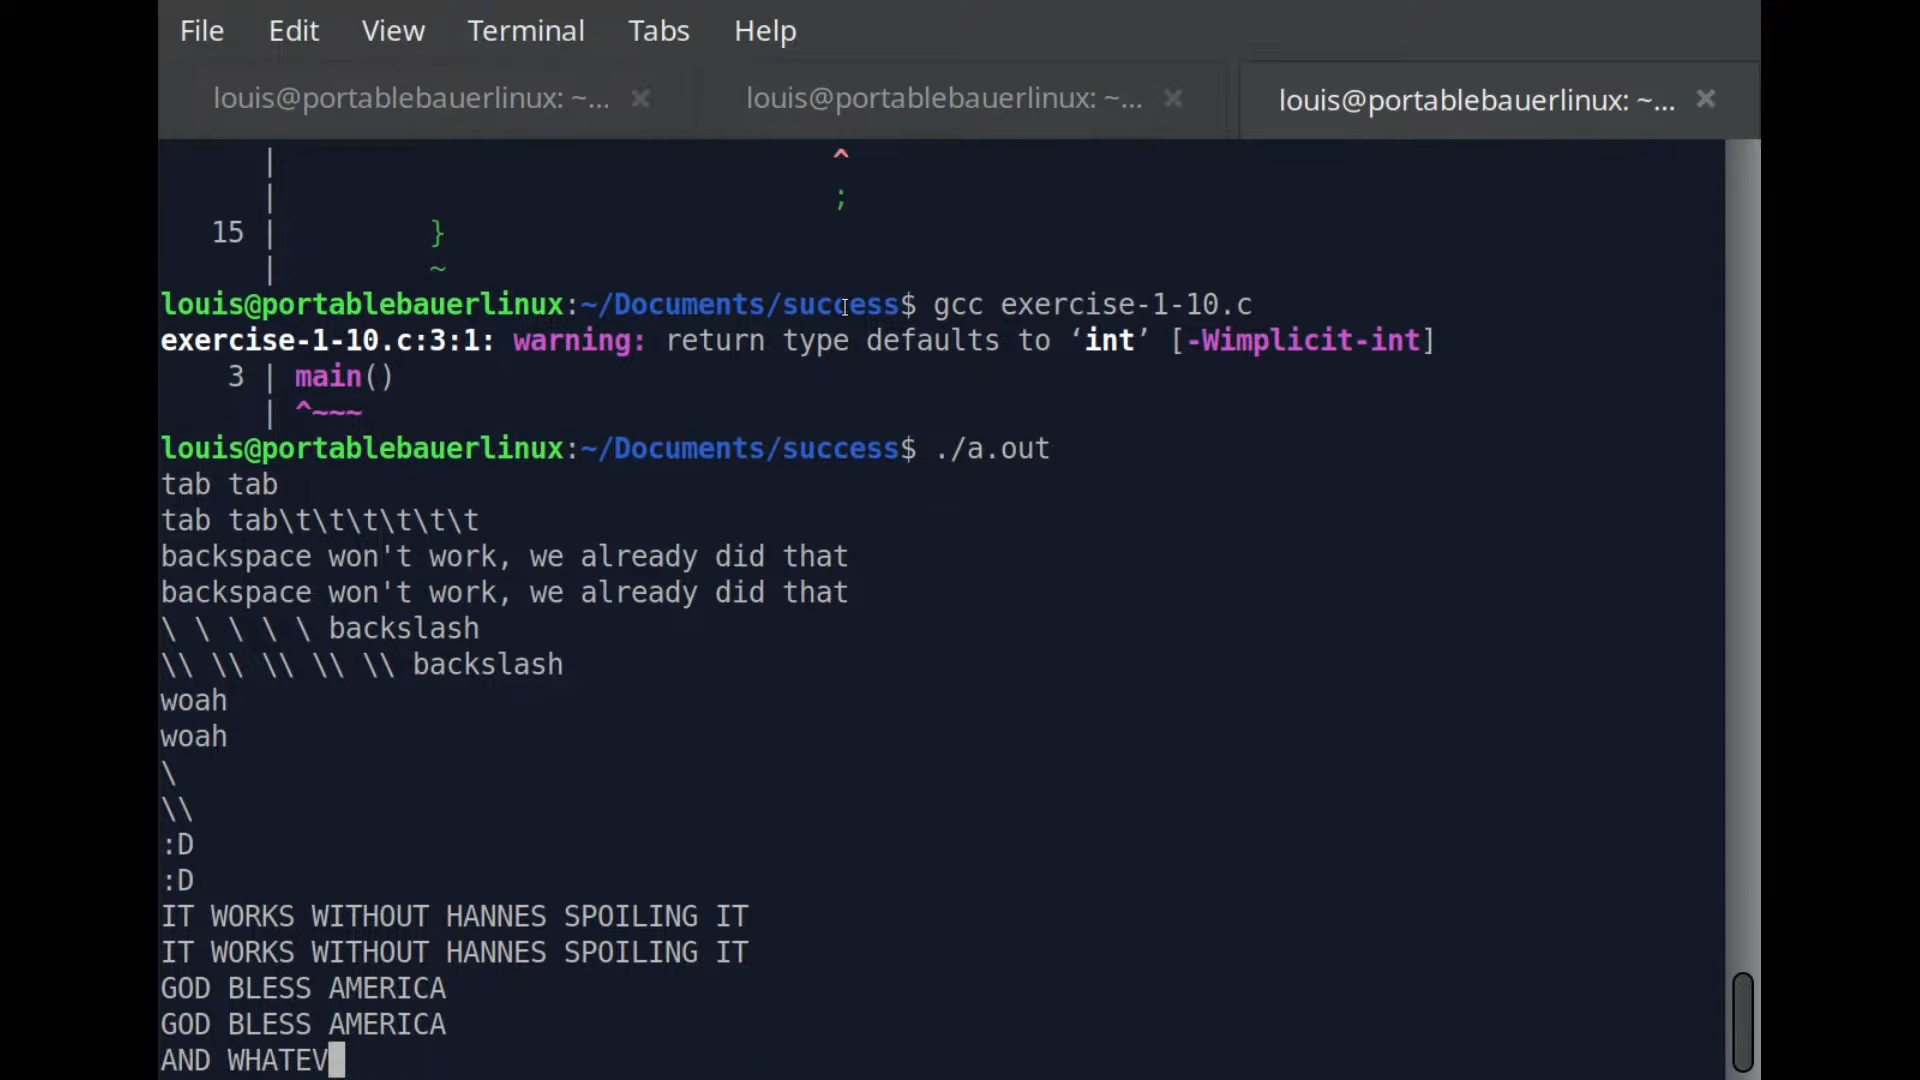 File Edit View Terminal Tabs Help
louis@portablebauerlinux: ~... × louis@portablebauerlinux: ~... × louis@portablebauerlinux: ~... ×
| ^
| ;
15 | }
| ~
louis@portablebauerlinux:~/Documents/success$ gcc exercise-1-10.c
exercise-1-10.c:3:1: warning: return type defaults to ‘int’ [-Wimplicit-int]
3 | main()
| ^~~~
louis@portablebauerlinux:~/Documents/success$ ./a.out
tab tab
tab tab\t\t\t\t\t\t
backspace won't work, we already did that
backspace won't work, we already did that
\ \ \ \ \ backslash
\\ \\ \\ \\ \\ backslash
woah
woah
\
\\
:D
:D
IT WORKS WITHOUT HANNES SPOILING IT
IT WORKS WITHOUT HANNES SPOILING IT
GOD BLESS AMERICA
GOD BLESS AMERICA
AND WHATEV